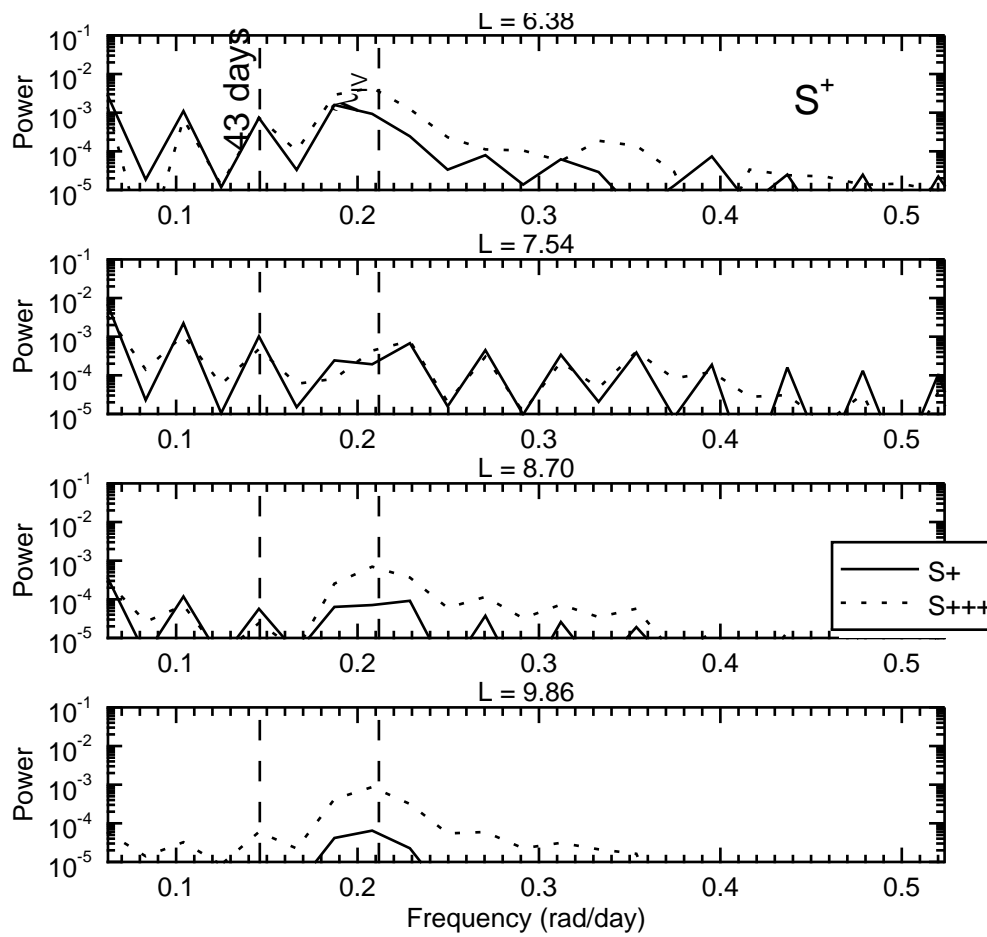 L = 6.38
10⁻¹
10⁻²
10⁻³
10⁻⁴
10⁻⁵
Power
43 days
S⁺
0.1 0.2 0.3 0.4 0.5
L = 7.54
10⁻¹
10⁻²
10⁻³
10⁻⁴
10⁻⁵
Power
0.1 0.2 0.3 0.4 0.5
L = 8.70
10⁻¹
10⁻²
10⁻³
10⁻⁴
10⁻⁵
Power
S+
S+++
0.1 0.2 0.3 0.4 0.5
L = 9.86
10⁻¹
10⁻²
10⁻³
10⁻⁴
10⁻⁵
Power
0.1 0.2 0.3 0.4 0.5
Frequency (rad/day)